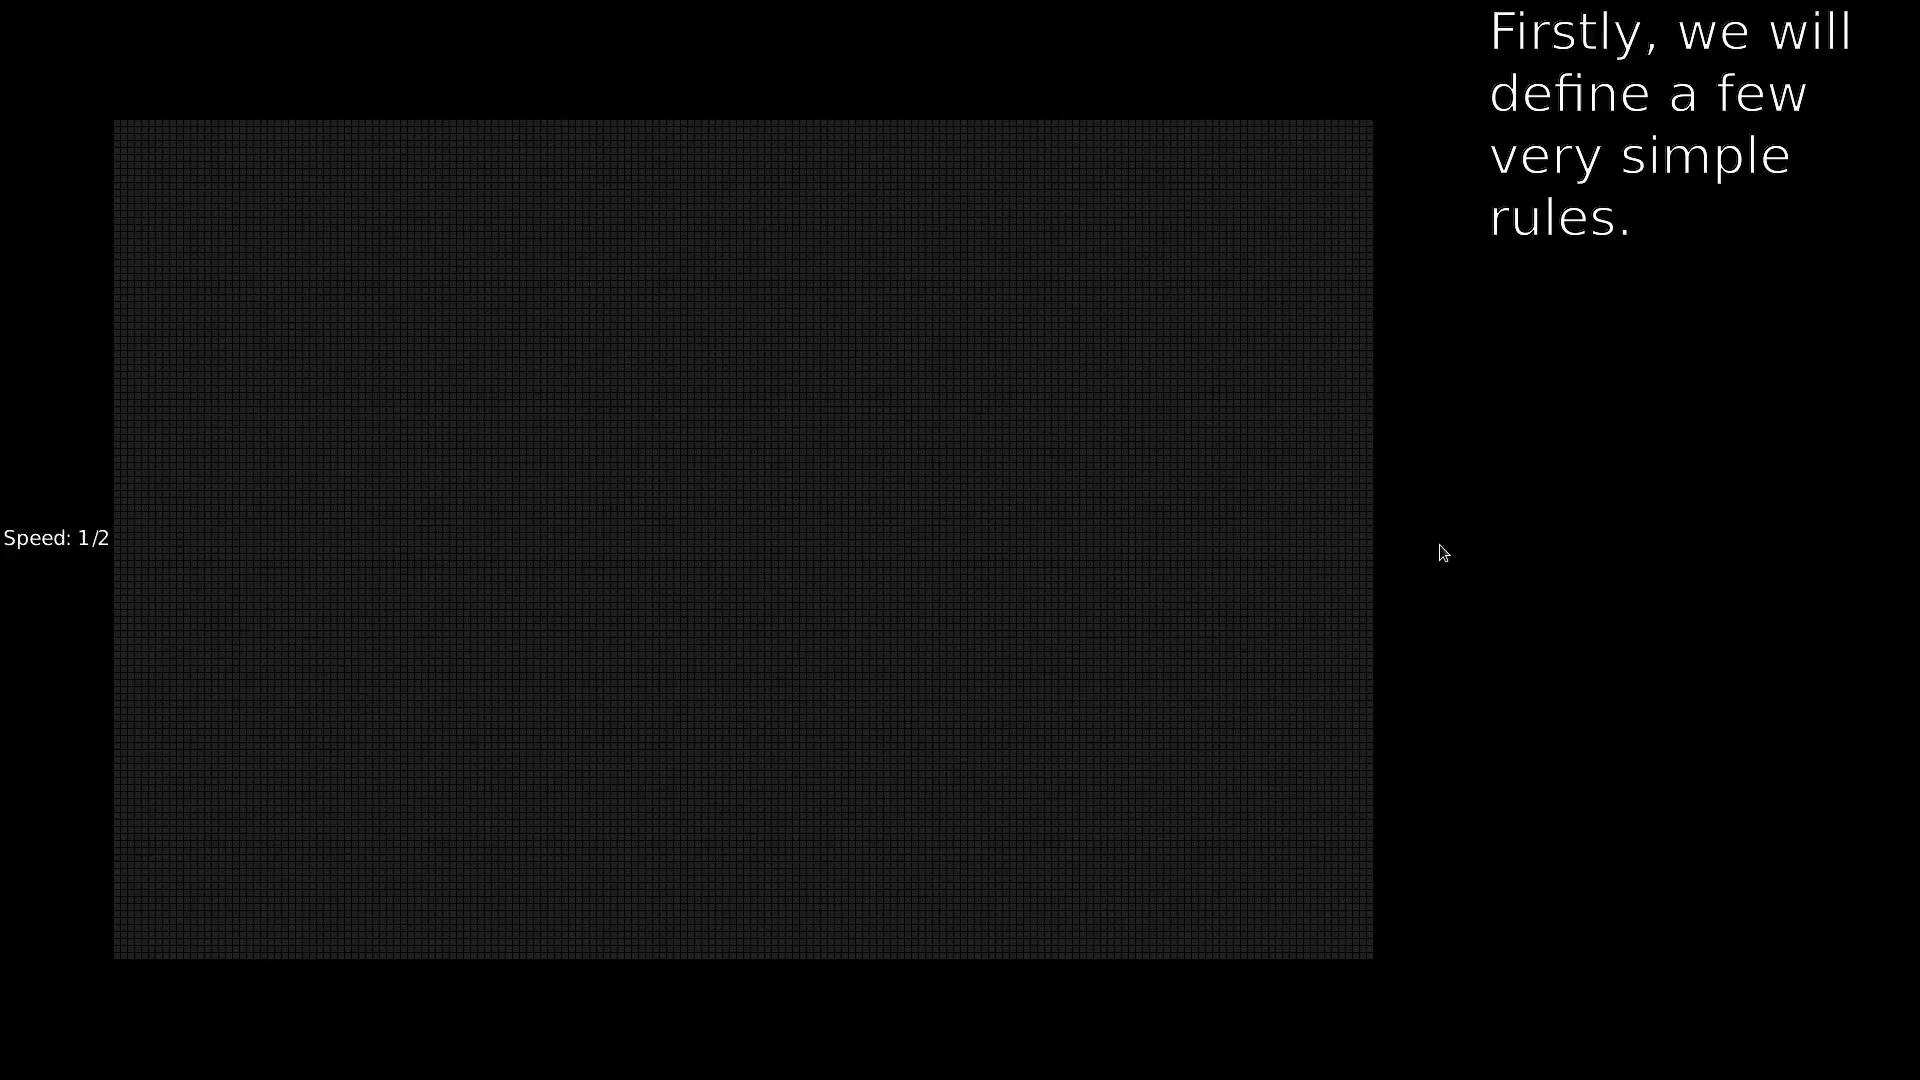 Firstly, we will
define a few
very simple
rules.
Speed: 1/2